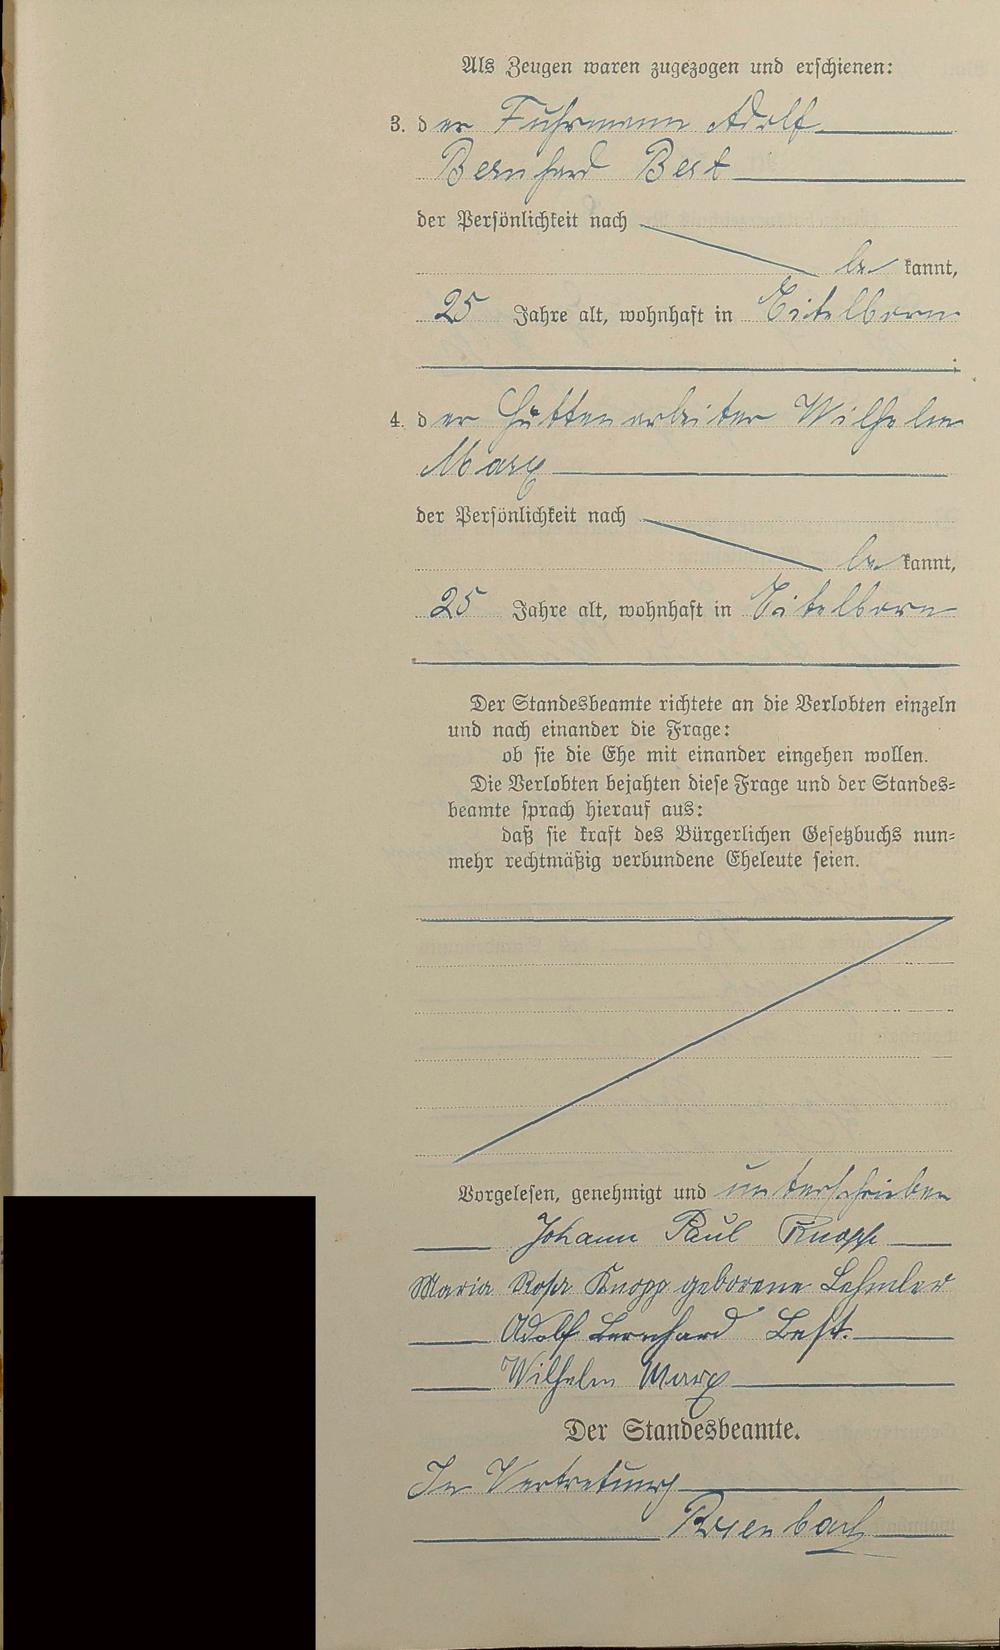 Als Zeugen waren zugezogen und erschienen:
3. der Fuhrmann Adolf
Bernhard Best
der Persönlichkeit nach
be kannt,
25 Jahre alt, wohnhaft in Eitelborn
4. der Hüttenarbeiter Wilhelm
Marx
der Persönlichkeit nach
be kannt,
25 Jahre alt, wohnhaft in Eitelborn
Der Standesbeamte richtete an die Verlobten einzeln
und nach einander die Frage:
ob sie die Ehe mit einander eingehen wollen.
Die Verlobten bejahten diese Frage und der Standes=
beamte sprach hierauf aus:
daß sie kraft des Bürgerlichen Gesetzbuchs nun=
mehr rechtmäßig verbundene Eheleute seien.
Vorgelesen, genehmigt und unterschrieben
Johann Paul Knopp
Maria Rosa Knopp geborene Lehmler
Adolf Bernhard Best.
Wilhelm Marx
Der Standesbeamte.
In Vertretung
Rosenbach